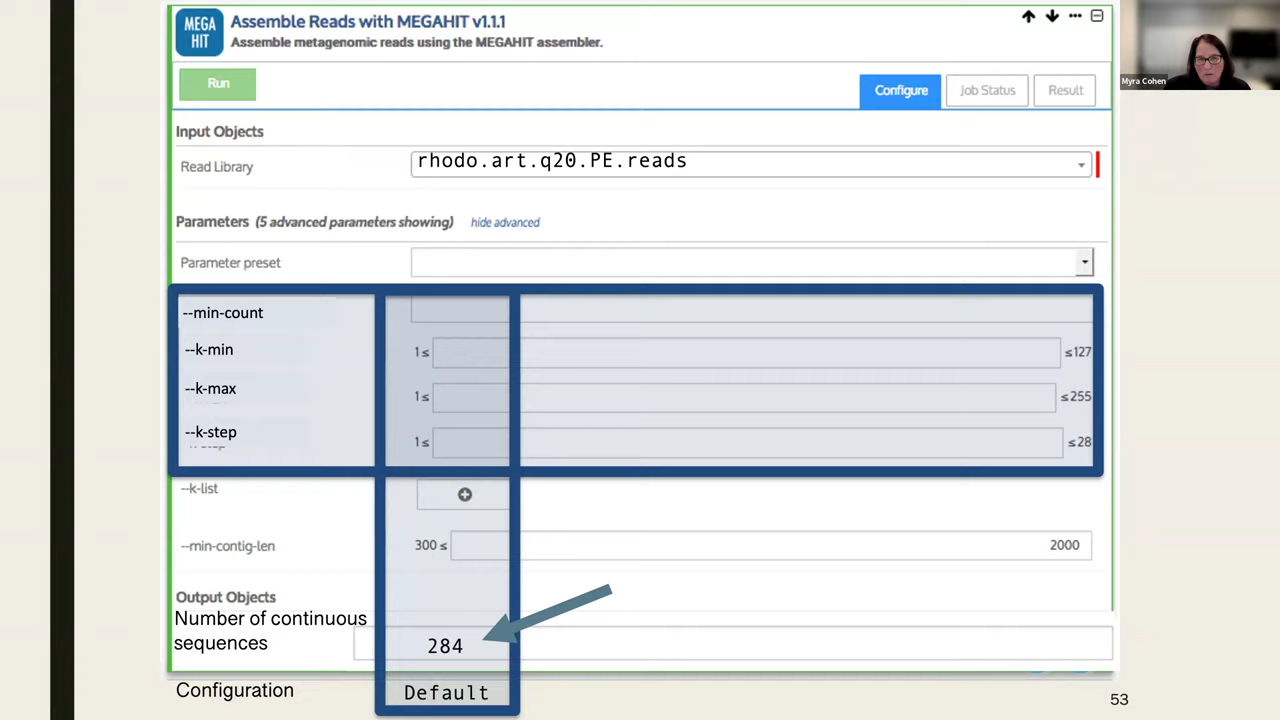 MEGA
HIT
Assemble Reads with MEGAHIT v1.1.1
Assemble metagenomic reads using the MEGAHIT assembler.
Myra Cohen
Run
Configure
Job Status
Result
Input Objects
Read Library
rhodo.art.q20.PE.reads
Parameters (5 advanced parameters showing) hide advanced
Parameter preset
--min-count
--k-min
1 ≤
≤127
--k-max
1 ≤
≤ 255
--k-step
1 ≤
≤ 28
--k-list
--min-contig-len
300 ≤
2000
Output Objects
Number of continuous
sequences
284
Configuration
Default
53